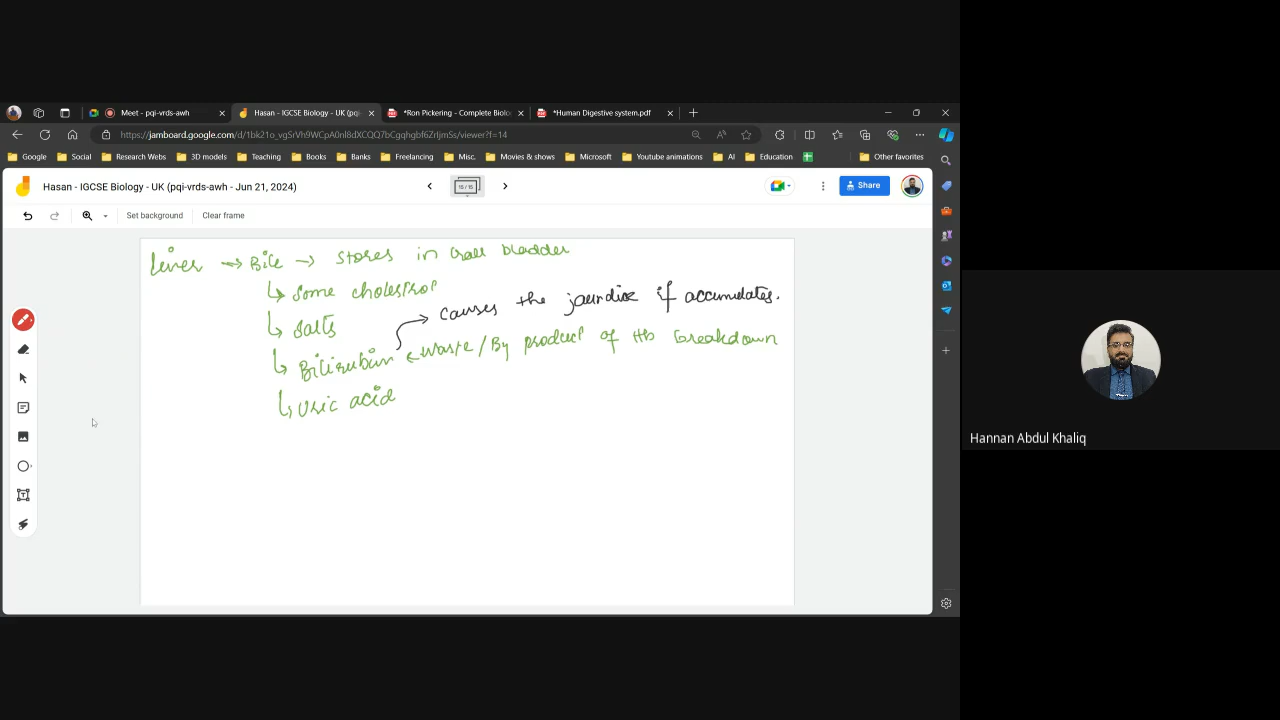 Meet - pqi-vrds-awh
Hasan - IGCSE Biology - UK (pqi
*Ron Pickering - Complete Biolo
*Human Digestive system.pdf
https://jamboard.google.com/d/1bk21o_vgSrVh9WCpA0nl8dXCQQ7bCgqhgbf6ZrIjmSs/viewer?f=14
Google
Social
Research Webs
3D models
Teaching
Books
Banks
Freelancing
Misc.
Movies & shows
Microsoft
Youtube animations
AI
Education
Other favorites
Hasan - IGCSE Biology - UK (pqi-vrds-awh - Jun 21, 2024)
15 / 15
Share
Set background
Clear frame
Liver → Bile → Stores in Gall bladder
↳ Some cholestrol
causes the jaundice if accumulates.
↳ Salts
↳ Bilirubin ← Waste/By product of Hb breakdown
↳ Uric acid
Hannan Abdul Khaliq